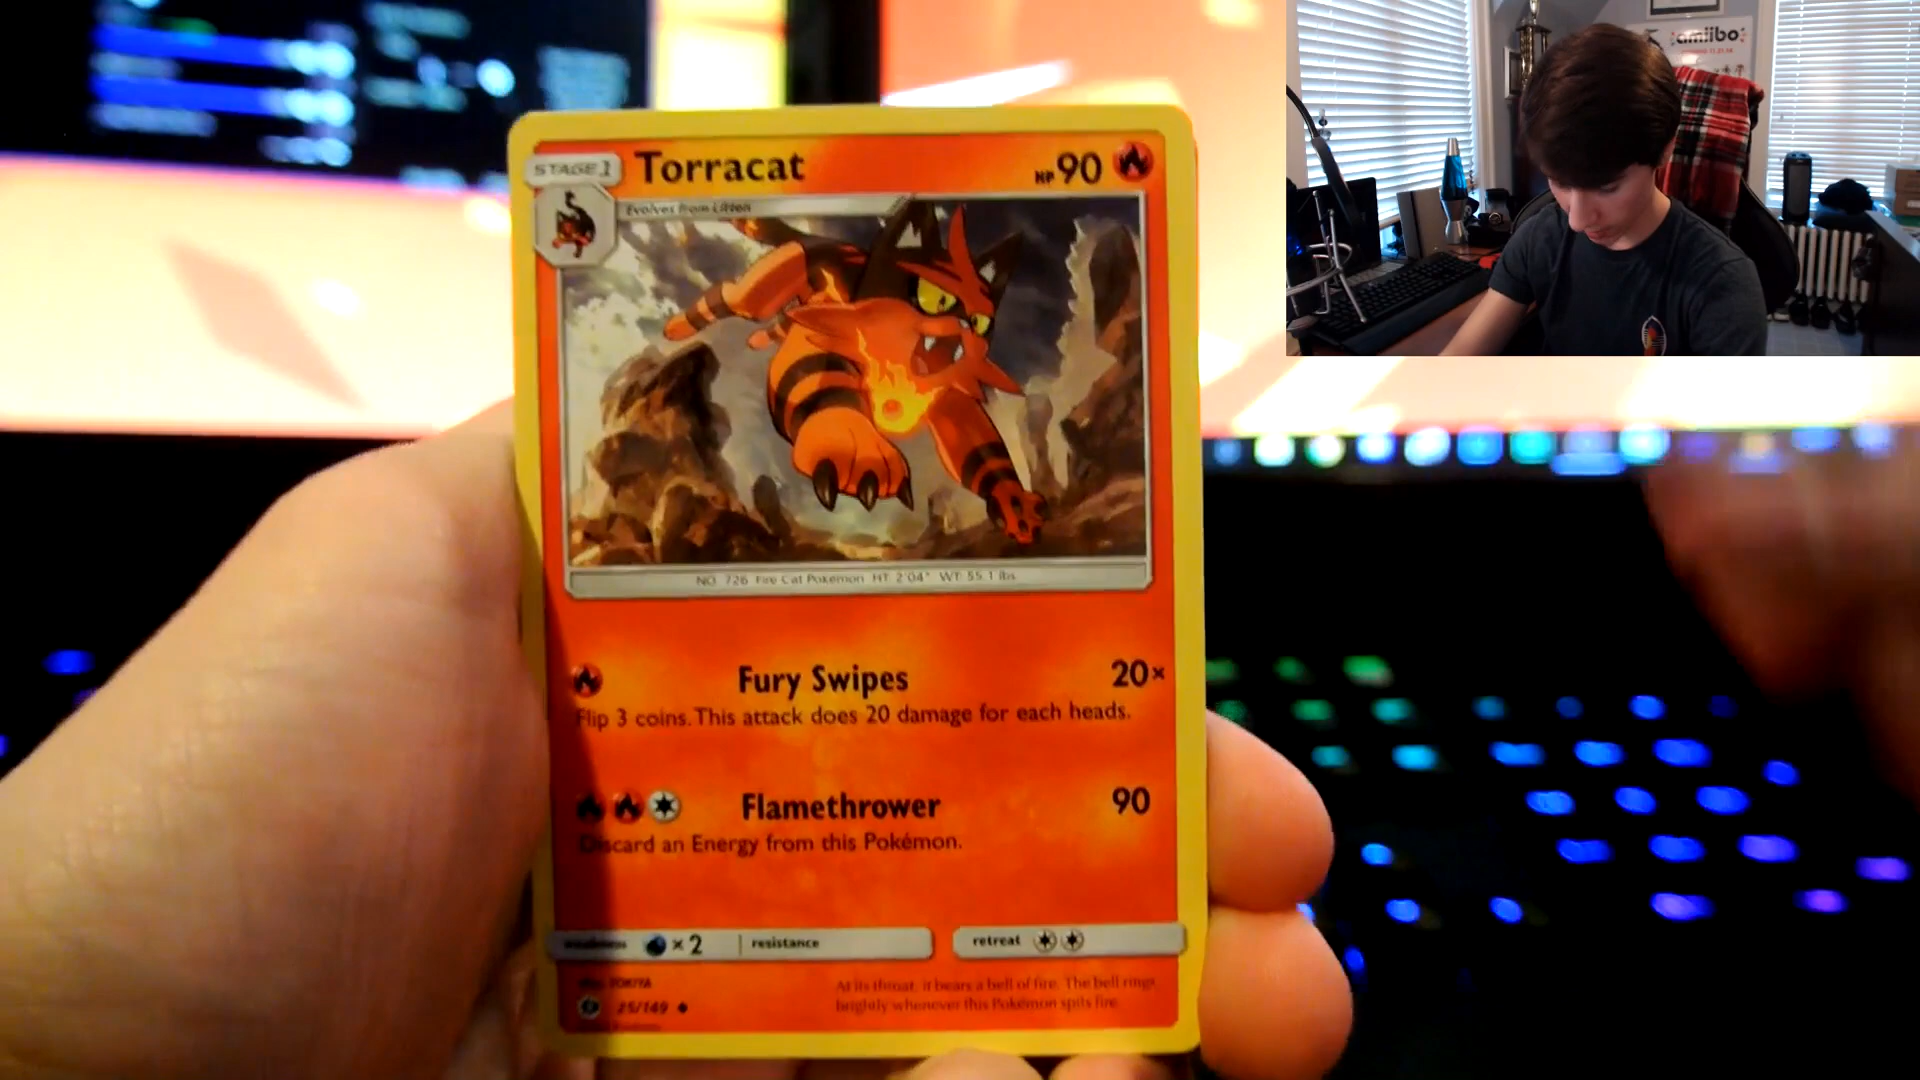 amiibo
STAGE 1
Torracat
HP 90
Evolves from Litten
NO. 726 Fire Cat Pokémon HT: 2'04" WT: 55.1 lbs.
Fury Swipes 20×
Flip 3 coins. This attack does 20 damage for each heads.
Flamethrower 90
Discard an Energy from this Pokémon.
weakness ×2 resistance
retreat
At its throat, it bears a bell of fire. The bell rings
brightly whenever this Pokémon spits fire.
25/149